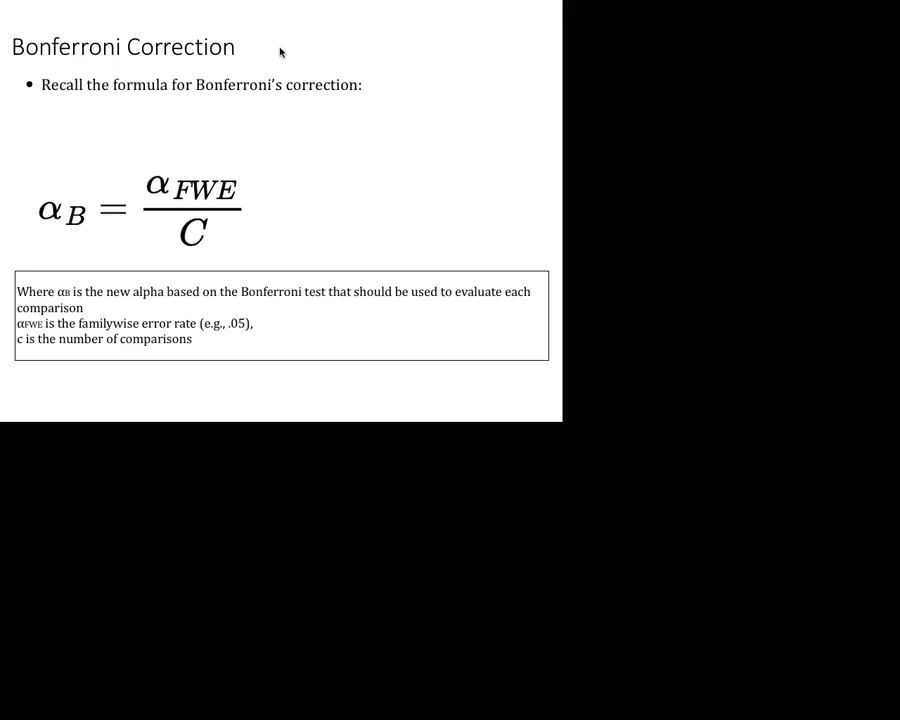 Bonferroni Correction
• Recall the formula for Bonferroni’s correction:
α_B = α_FWE / C
Where αB is the new alpha based on the Bonferroni test that should be used to evaluate each
comparison
αFWE is the familywise error rate (e.g., .05),
c is the number of comparisons